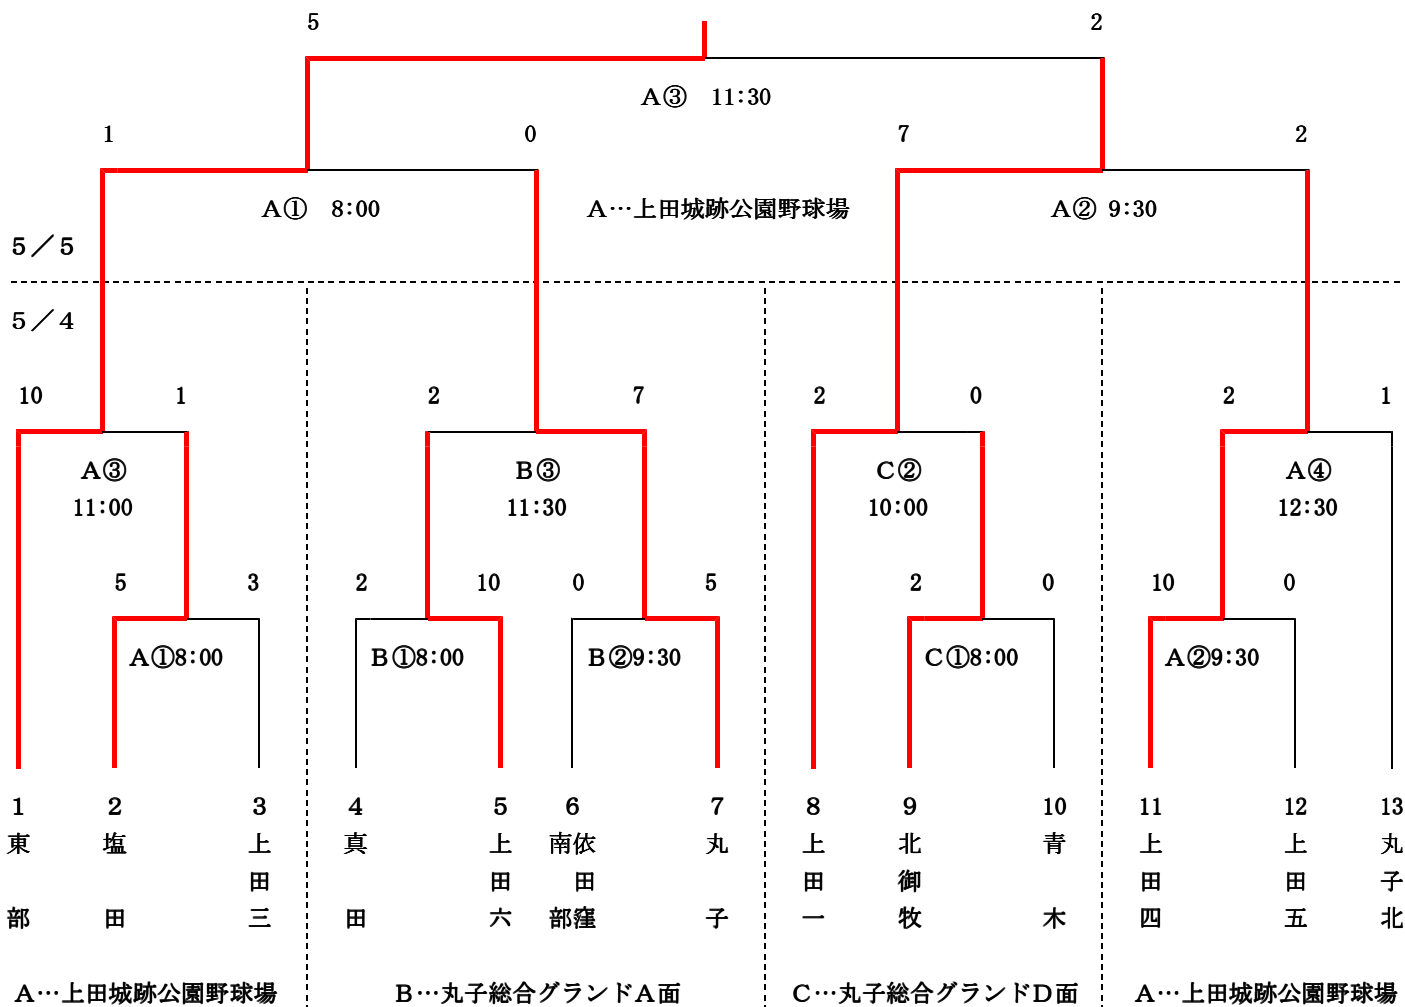 5 2
A③ 11:30
1 0 7 2
A① 8:00 A…上田城跡公園野球場 A② 9:30
5／5
5／4
10 1 2 7 2 0 2 1
A③ B③ C② A④
11:00 11:30 10:00 12:30
5 3 2 10 0 5 2 0 10 0
A①8:00 B①8:00 B②9:30 C①8:00 A②9:30
1 2 3 4 5 6 7 8 9 10 11 12 13
東部
塩田
上田三
真田
上田六
南部
依田窪
丸子
上田一
北御牧
青木
上田四
上田五
丸子北
A…上田城跡公園野球場 B…丸子総合グランドA面 C…丸子総合グランドD面 A…上田城跡公園野球場